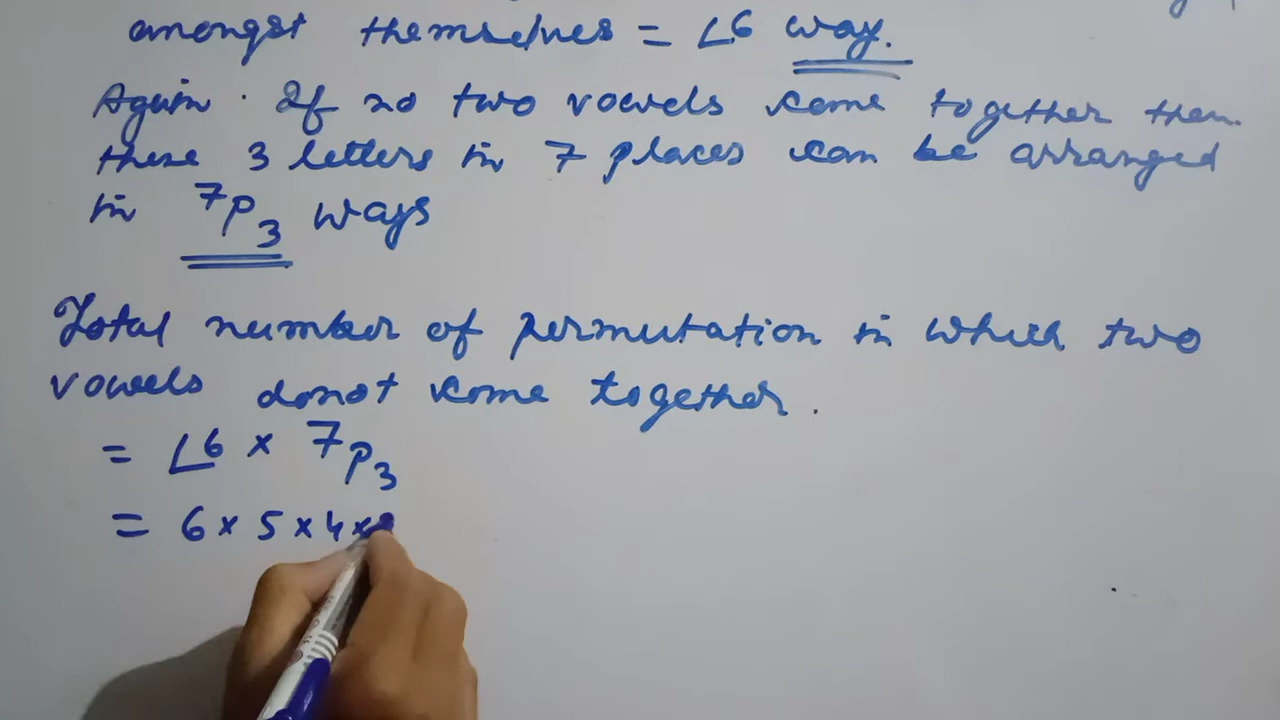 amongst themselves = ∟6 way.
Again. If no two vowels come together then
these 3 letters in 7 places can be arranged
in ⁷P₃ ways
Total number of permutation in which two
vowels donot come together.
= ∟6 × ⁷P₃
= 6 × 5 × 4 ×